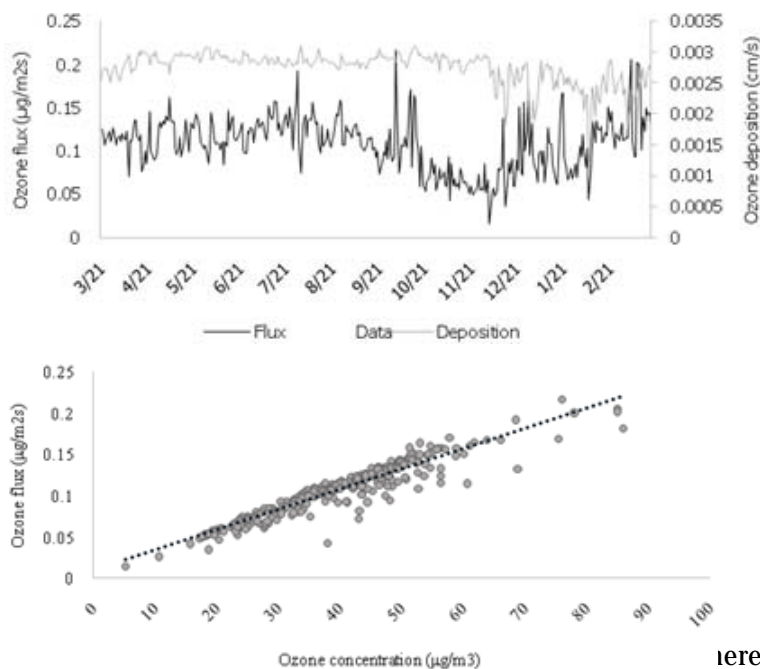 0.25
0.2
0.15
0.1
0.05
0
Ozone flux (µg/m2s)
0.0035
0.003
0.0025
0.002
0.0015
0.001
0.0005
0
Ozone deposition (cm/s)
3/21 4/21 5/21 6/21 7/21 8/21 9/21 10/21 11/21 12/21 1/21 2/21
Flux Data Deposition
0.25
0.2
0.15
0.1
0.05
0
Ozone flux (µg/m2s)
0 10 20 30 40 50 60 70 80 90 100
Ozone concentration (µg/m3)